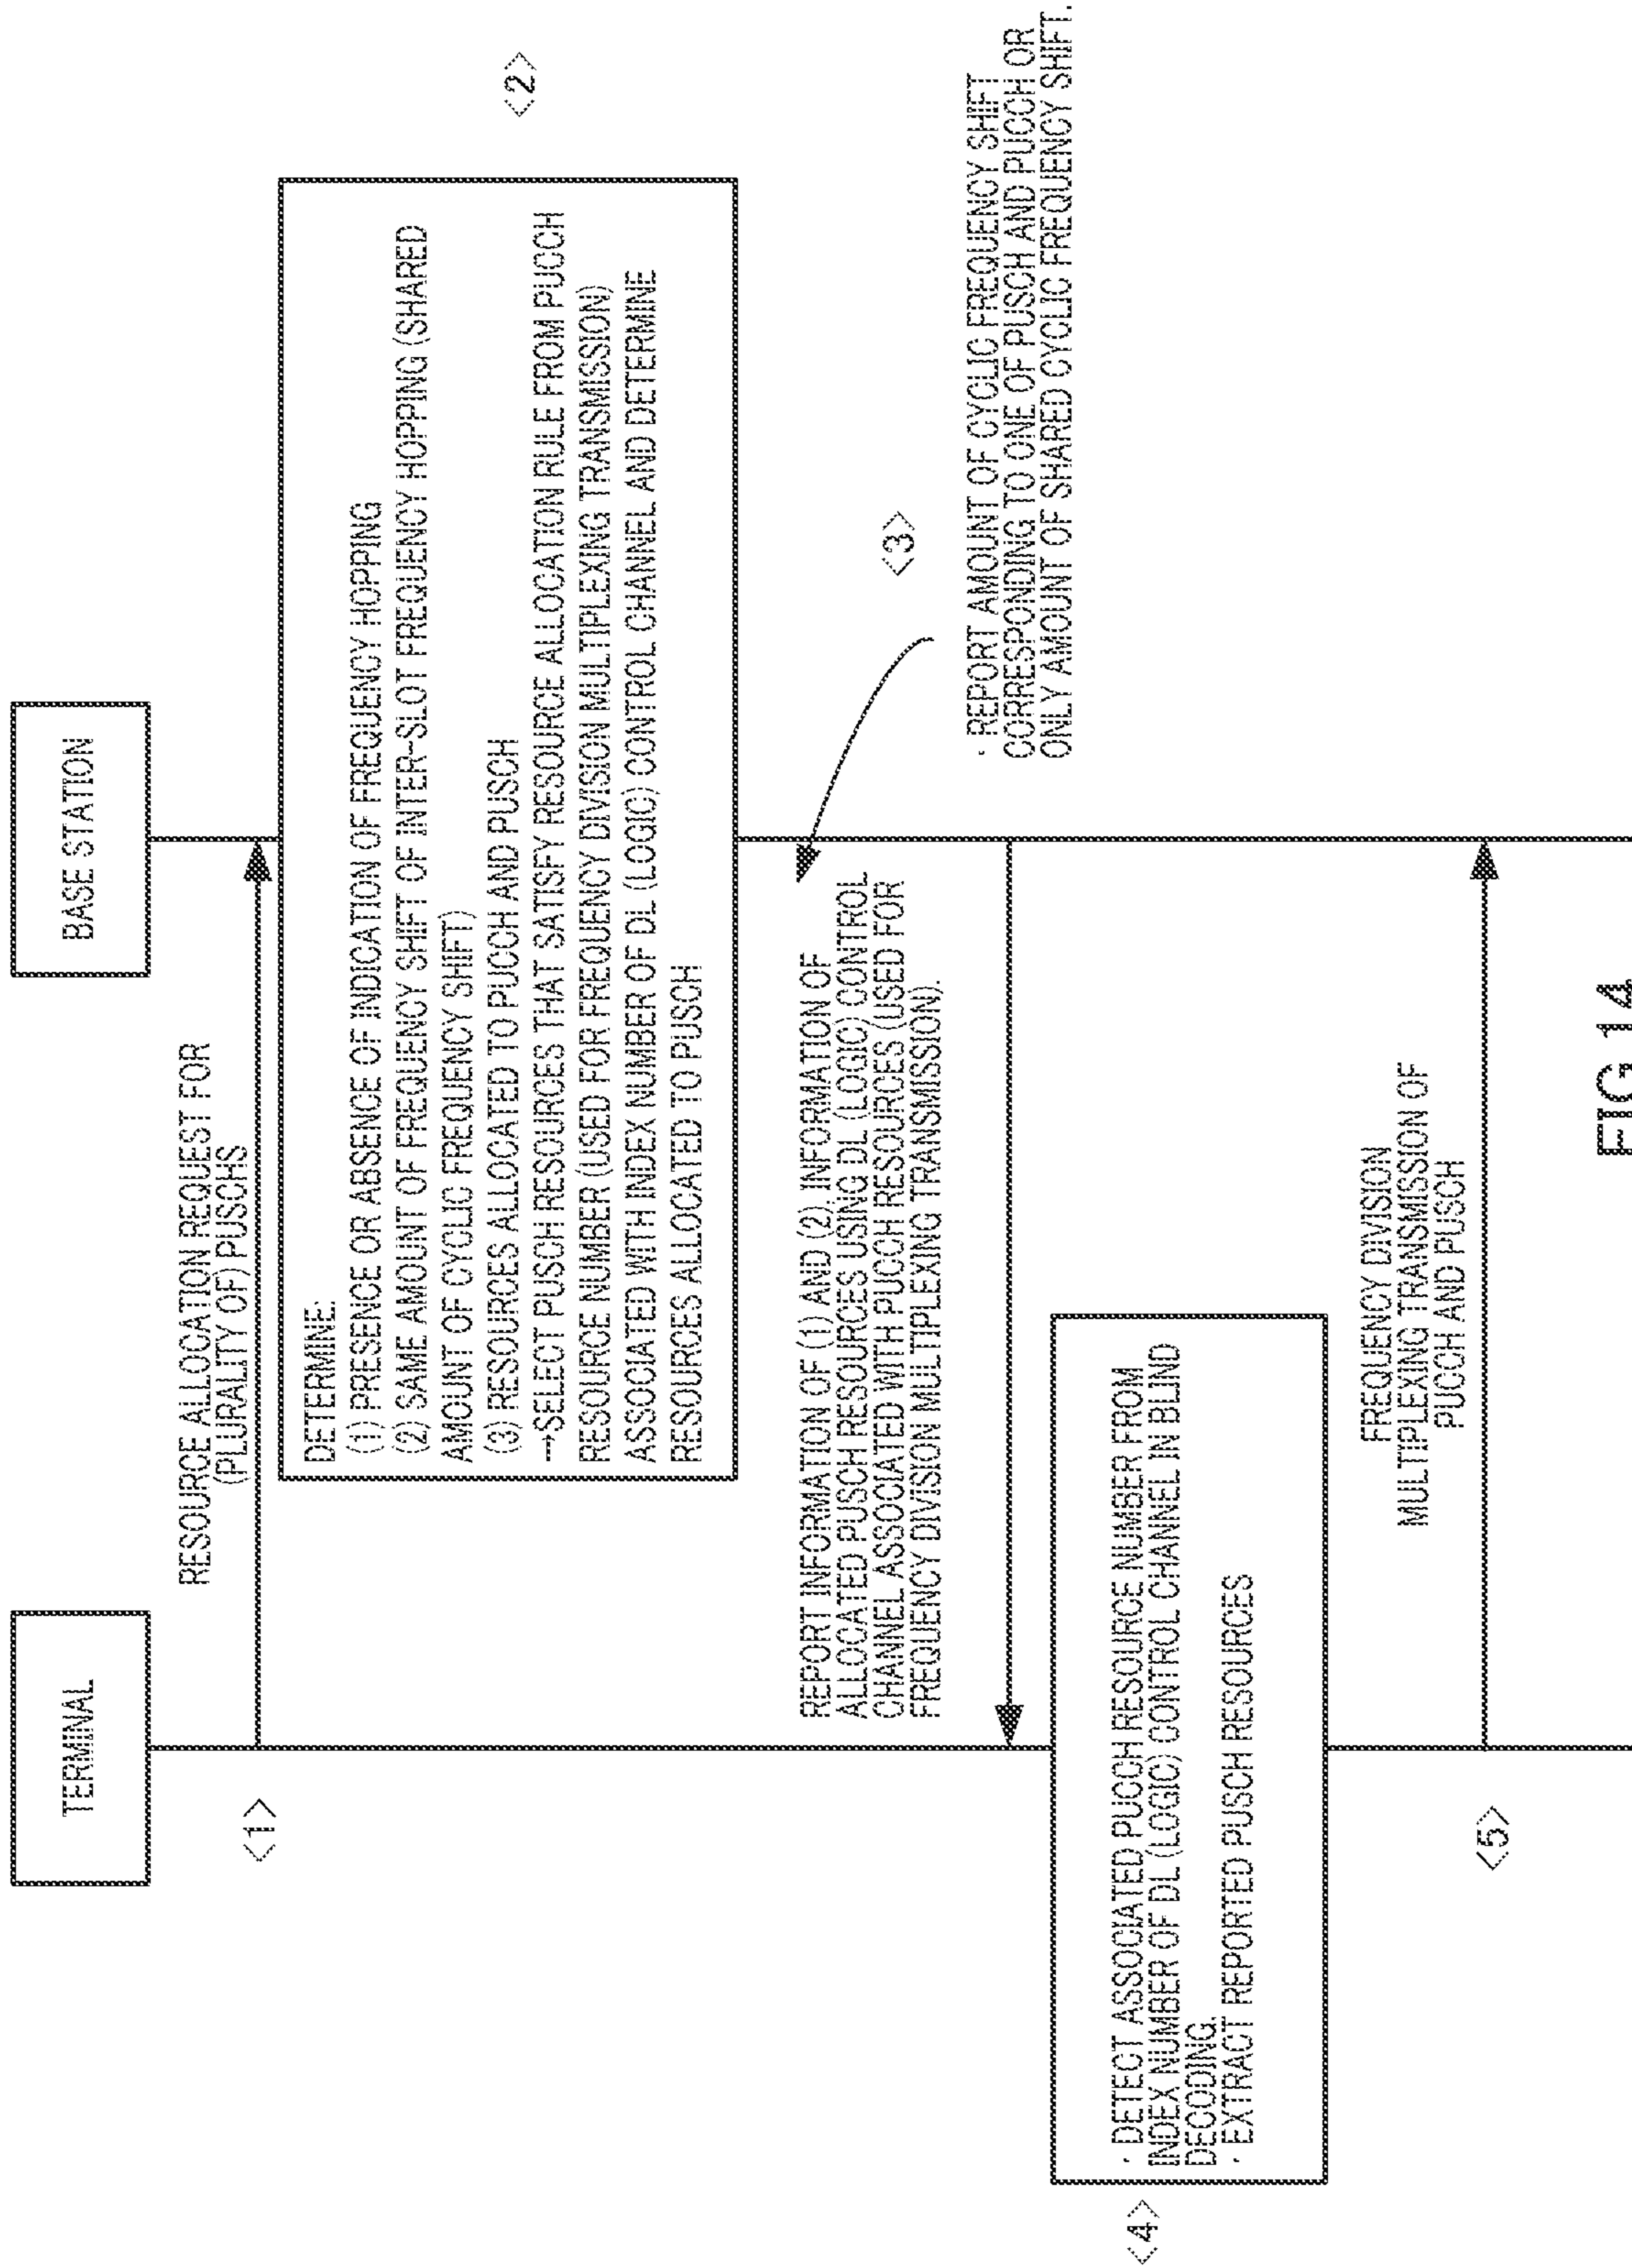 TERMINAL
BASE STATION
<1>
RESOURCE ALLOCATION REQUEST FOR
(PLURALITY OF) PUSCHS
DETERMINE:
(1) PRESENCE OR ABSENCE OF INDICATION OF FREQUENCY HOPPING
(2) SAME AMOUNT OF FREQUENCY SHIFT OF INTER-SLOT FREQUENCY HOPPING (SHARED
AMOUNT OF CYCLIC FREQUENCY SHIFT)
(3) RESOURCES ALLOCATED TO PUCCH AND PUSCH
→SELECT PUSCH RESOURCES THAT SATISFY RESOURCE ALLOCATION RULE FROM PUCCH
RESOURCE NUMBER (USED FOR FREQUENCY DIVISION MULTIPLEXING TRANSMISSION)
ASSOCIATED WITH INDEX NUMBER OF DL (LOGIC) CONTROL CHANNEL AND DETERMINE
RESOURCES ALLOCATED TO PUSCH
<2>
REPORT INFORMATION OF (1) AND (2), INFORMATION OF
ALLOCATED PUSCH RESOURCES USING DL (LOGIC) CONTROL
CHANNEL ASSOCIATED WITH PUCCH RESOURCES (USED FOR
FREQUENCY DIVISION MULTIPLEXING TRANSMISSION).
<3>
· REPORT AMOUNT OF CYCLIC FREQUENCY SHIFT
CORRESPONDING TO ONE OF PUSCH AND PUCCH OR
ONLY AMOUNT OF SHARED CYCLIC FREQUENCY SHIFT.
<4>
· DETECT ASSOCIATED PUCCH RESOURCE NUMBER FROM
INDEX NUMBER OF DL (LOGIC) CONTROL CHANNEL IN BLIND
DECODING.
· EXTRACT REPORTED PUSCH RESOURCES
FREQUENCY DIVISION
MULTIPLEXING TRANSMISSION OF
PUCCH AND PUSCH
<5>
FIG.14